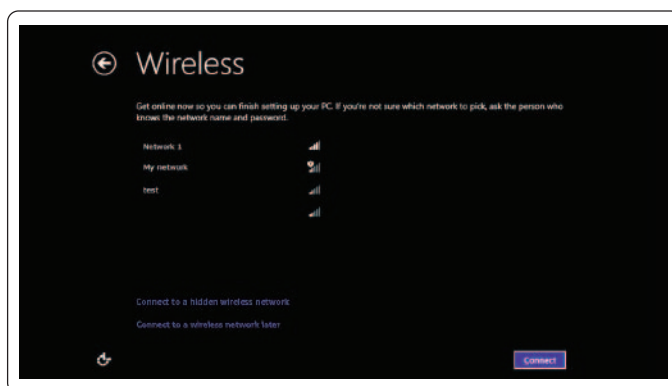 Wireless
Get online now so you can finish setting up your PC. If you're not sure which network to pick, ask the person who
knows the network name and password.
Network 1
My network
test
Connect to a hidden wireless network
Connect to a wireless network later
Connect